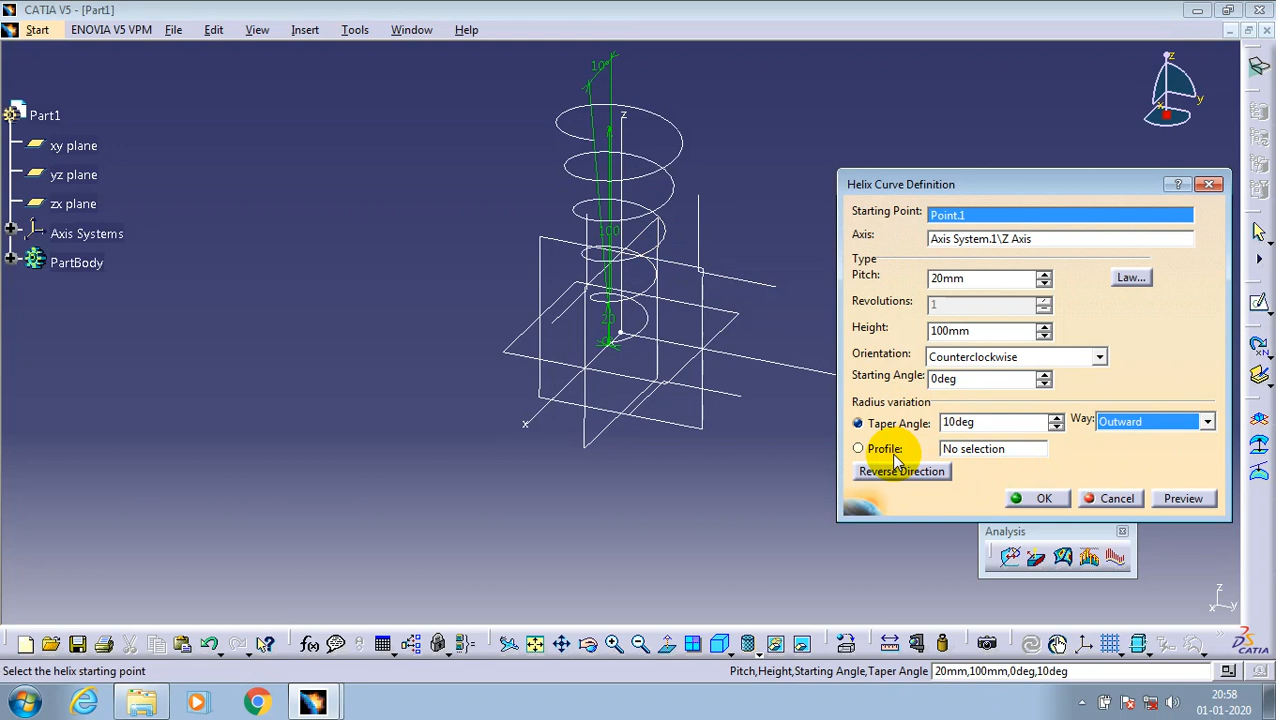 CATIA V5 - [Part1]
Start ENOVIA V5 VPM File Edit View Insert Tools Window Help
10°
z
z
y
x
Part1
xy plane
yz plane
zx plane
Axis Systems
PartBody
100
20
x
Helix Curve Definition
Starting Point: Point.1
Axis: Axis System.1\Z Axis
Type
Pitch: 20mm Law...
Revolutions: 1
Height: 100mm
Orientation: Counterclockwise
Starting Angle: 0deg
Radius variation
Taper Angle: 10deg Way: Outward
Profile: No selection
Reverse Direction
OK Cancel Preview
Analysis
z
x y
f(x)
CATIA
Select the helix starting point
Pitch,Height,Starting Angle,Taper Angle 20mm,100mm,0deg,10deg
20:58
01-01-2020